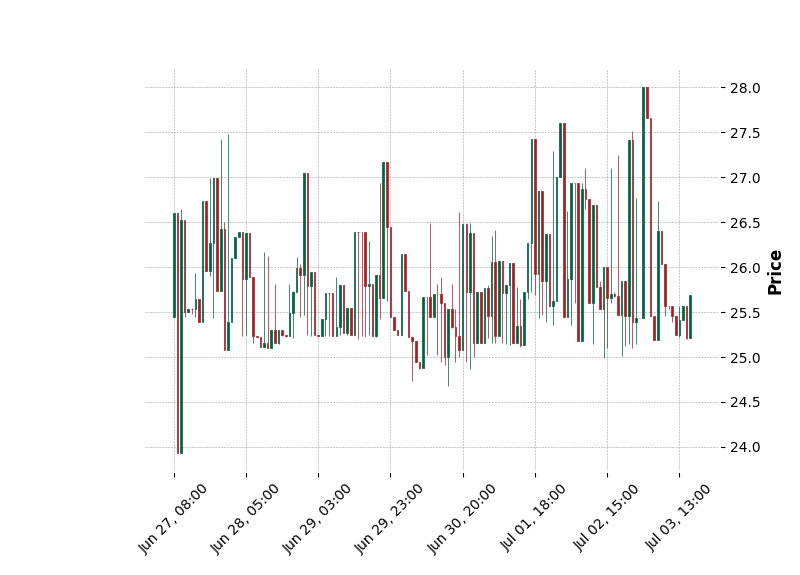 28.0
27.5
27.0
26.5
26.0
25.5
25.0
24.5
24.0
Price
Jun 27, 08:00
Jun 28, 05:00
Jun 29, 03:00
Jun 29, 23:00
Jun 30, 20:00
Jul 01, 18:00
Jul 02, 15:00
Jul 03, 13:00